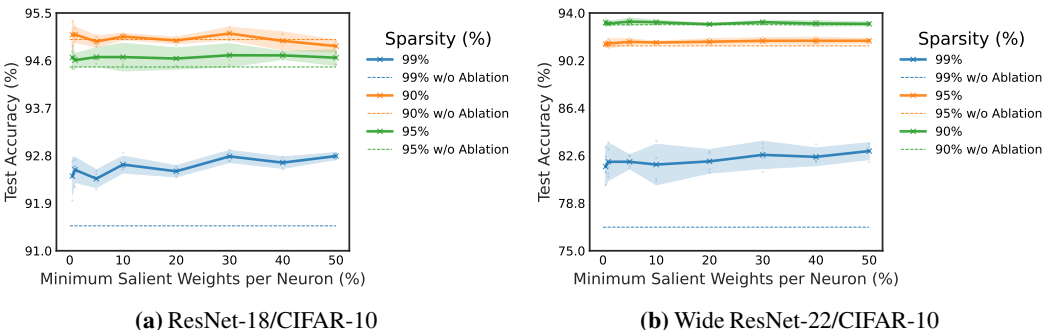 95.5
94.6
93.7
92.8
91.9
91.0
Test Accuracy (%)
0 10 20 30 40 50
Minimum Salient Weights per Neuron (%)
Sparsity (%)
99%
99% w/o Ablation
90%
90% w/o Ablation
95%
95% w/o Ablation
(a) ResNet-18/CIFAR-10
94.0
90.2
86.4
82.6
78.8
75.0
Test Accuracy (%)
0 10 20 30 40 50
Minimum Salient Weights per Neuron (%)
Sparsity (%)
99%
99% w/o Ablation
95%
95% w/o Ablation
90%
90% w/o Ablation
(b) Wide ResNet-22/CIFAR-10